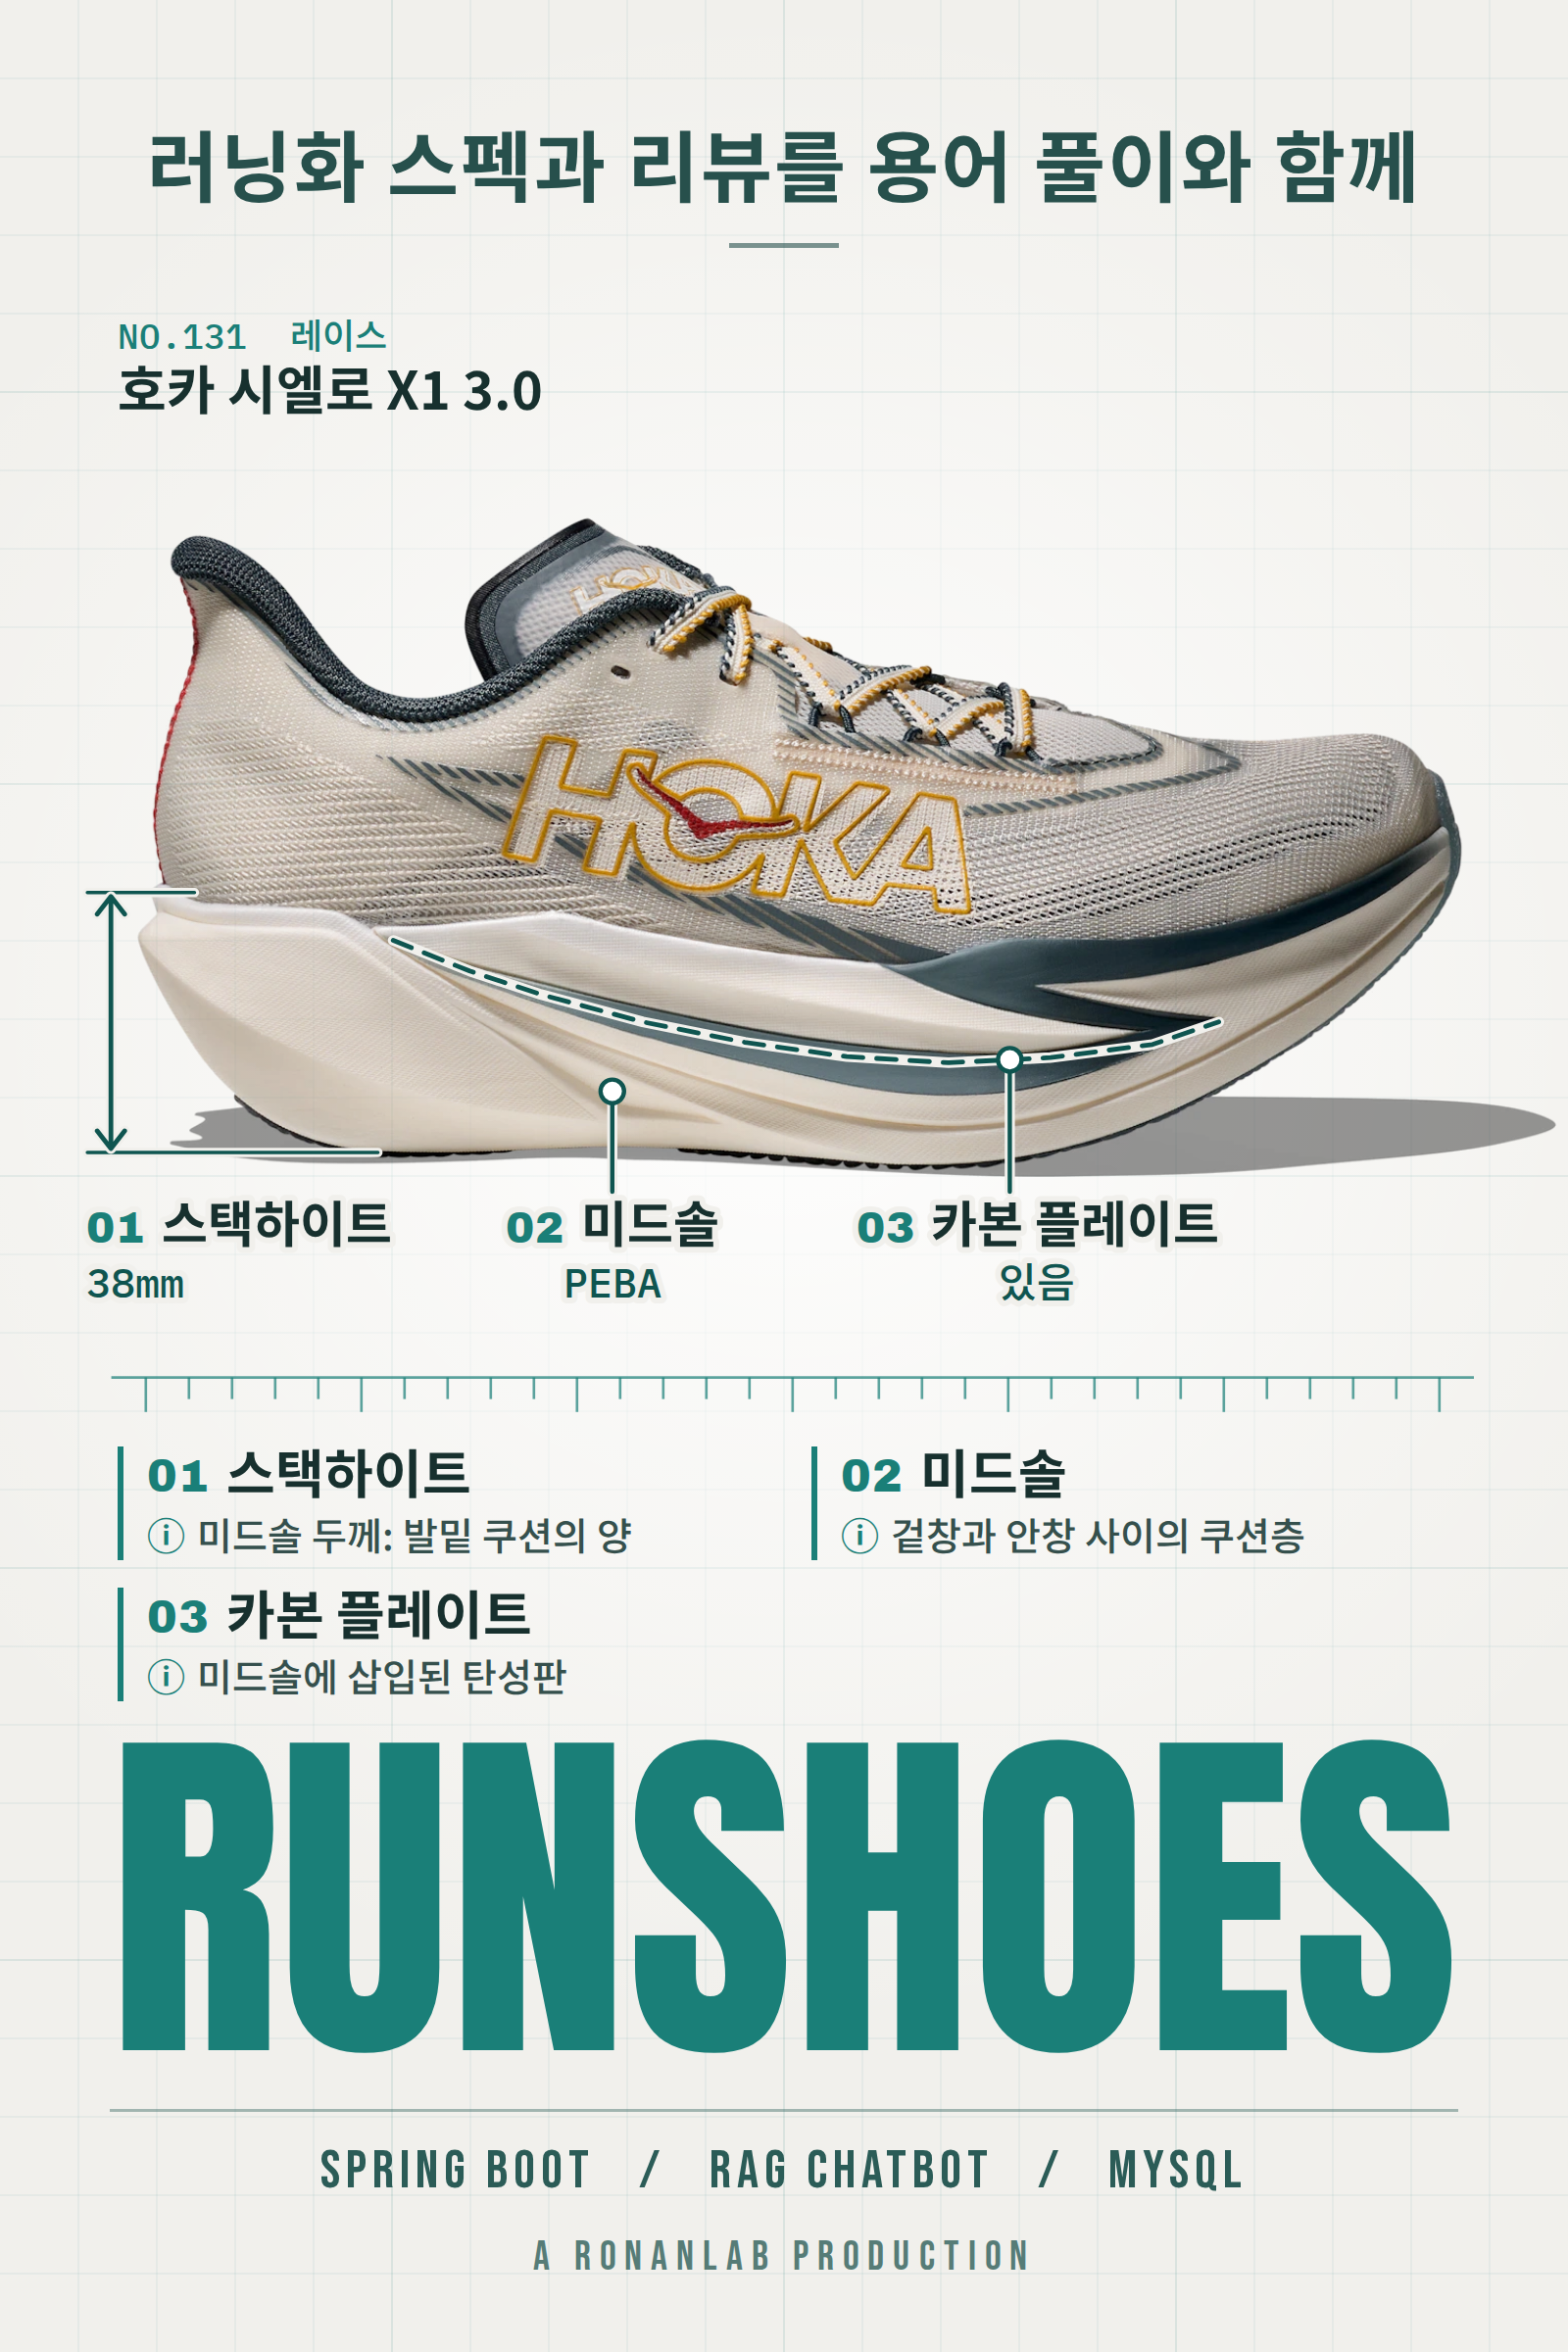 러닝화 스펙과 리뷰를 용어 풀이와 함께
NO.131 레이스
호카 시엘로 X1 3.0
HOKA
HOKA
01 스택하이트
38mm
02 미드솔
PEBA
03 카본 플레이트
있음
01 스택하이트
ⓘ 미드솔 두께: 발밑 쿠션의 양
02 미드솔
ⓘ 겉창과 안창 사이의 쿠션층
03 카본 플레이트
ⓘ 미드솔에 삽입된 탄성판
RUNSHOES
SPRING BOOT / RAG CHATBOT / MYSQL
A RONANLAB PRODUCTION